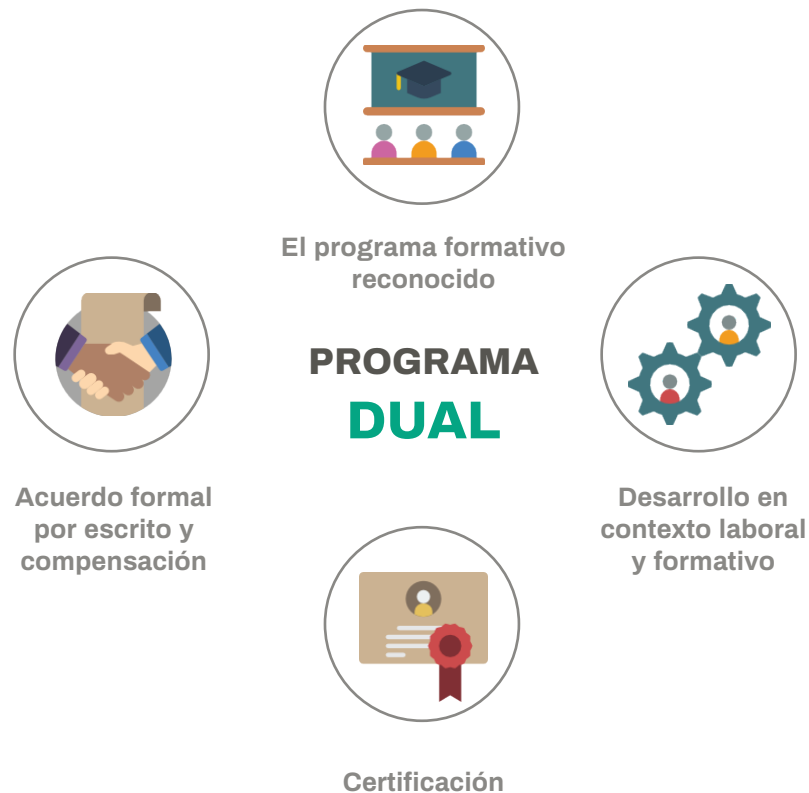 El programa formativo
reconocido
PROGRAMA
DUAL
Acuerdo formal
por escrito y
compensación
Desarrollo en
contexto laboral
y formativo
Certificación